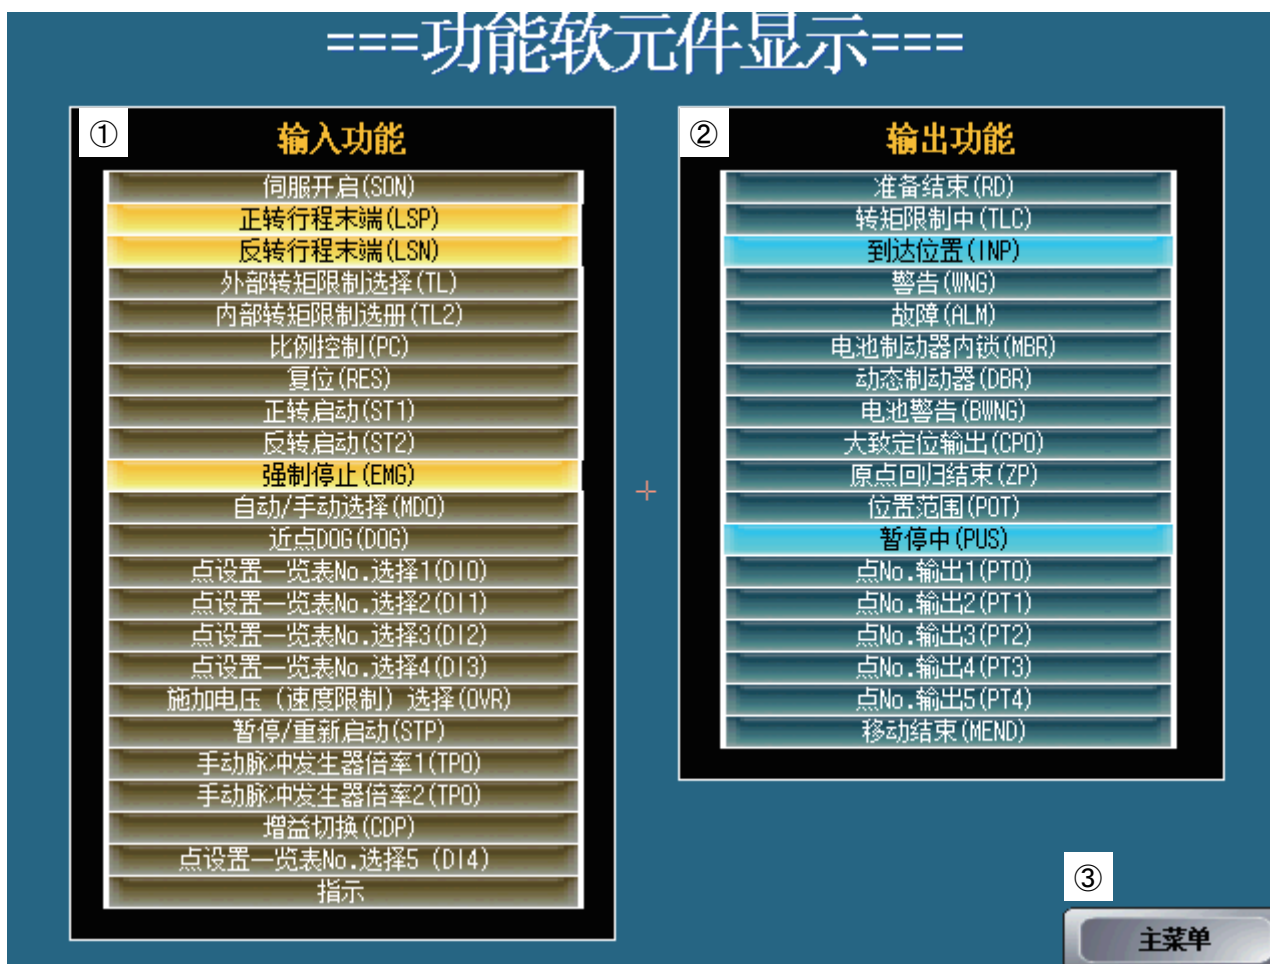 ===功能软元件显示===
①
输入功能
伺服开启(SON)
正转行程末端(LSP)
反转行程末端(LSN)
外部转矩限制选择(TL)
内部转矩限制选册(TL2)
比例控制(PC)
复位(RES)
正转启动(ST1)
反转启动(ST2)
强制停止(EMG)
自动/手动选择(MDO)
近点DOG(DOG)
点设置一览表No.选择1(DI0)
点设置一览表No.选择2(DI1)
点设置一览表No.选择3(DI2)
点设置一览表No.选择4(DI3)
施加电压（速度限制）选择(OVR)
暂停/重新启动(STP)
手动脉冲发生器倍率1(TP0)
手动脉冲发生器倍率2(TP0)
增益切换(CDP)
点设置一览表No.选择5 (DI4)
指示
②
输出功能
准备结束(RD)
转矩限制中(TLC)
到达位置(INP)
警告(WNG)
故障(ALM)
电池制动器内锁(MBR)
动态制动器(DBR)
电池警告(BWNG)
大致定位输出(CPO)
原点回归结束(ZP)
位置范围(POT)
暂停中(PUS)
点No.输出1(PT0)
点No.输出2(PT1)
点No.输出3(PT2)
点No.输出4(PT3)
点No.输出5(PT4)
移动结束(MEND)
③
主菜单